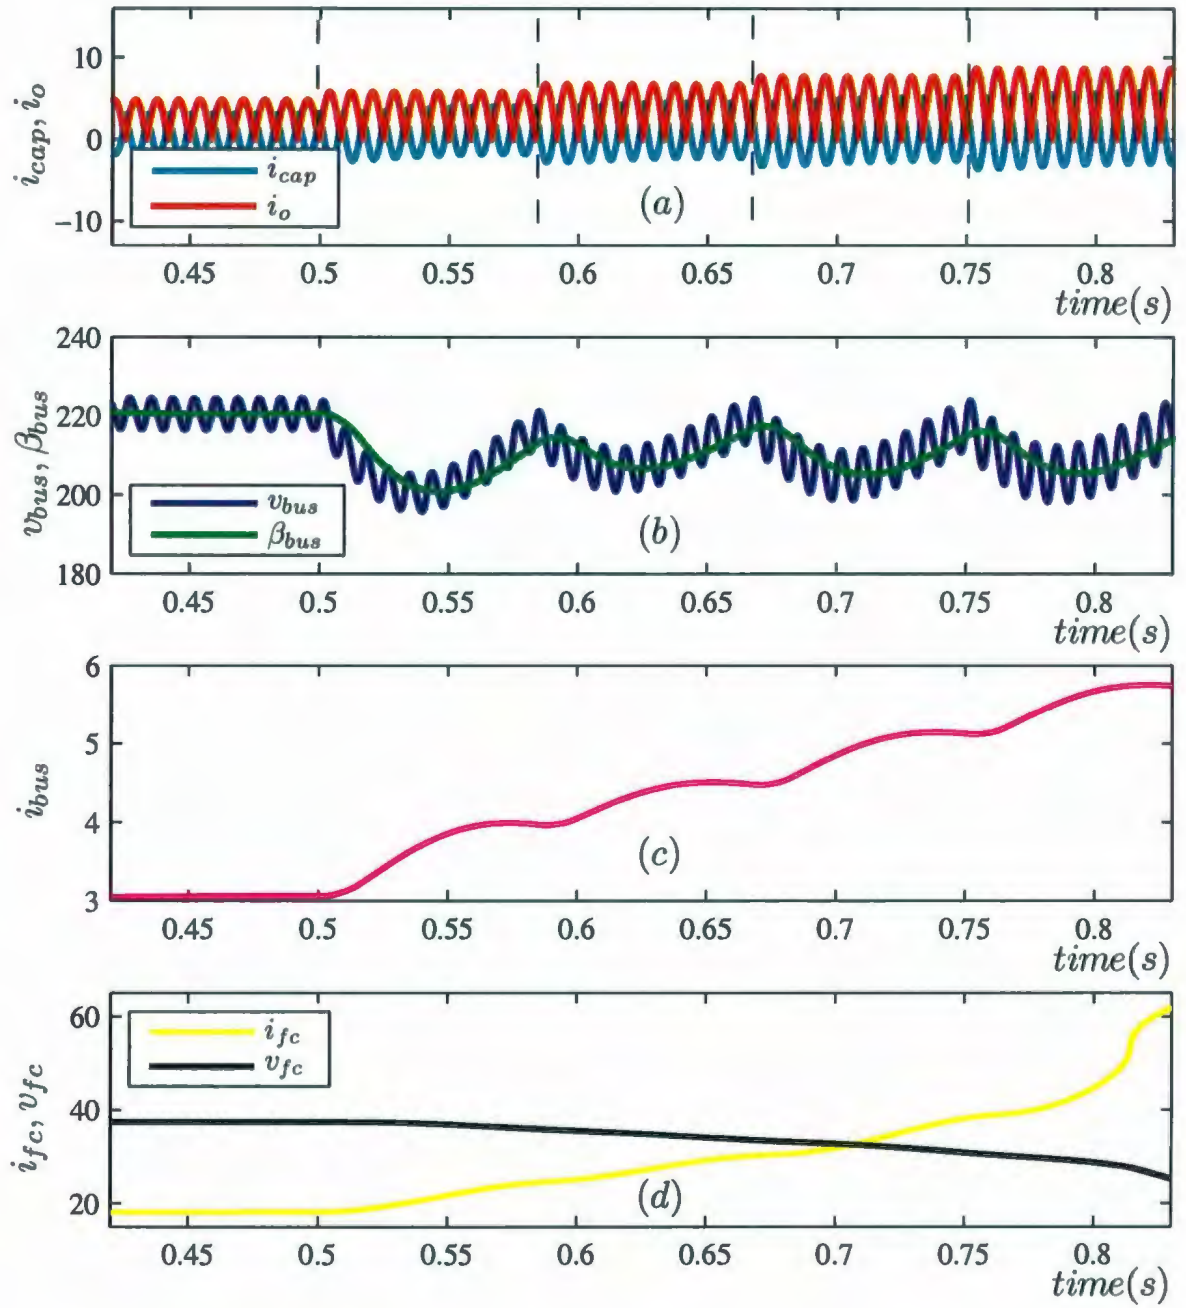 10
0
−10
i_cap, i_o
i_cap
i_o
(a)
0.45 0.5 0.55 0.6 0.65 0.7 0.75 0.8
time(s)
240
220
200
180
v_bus, β_bus
v_bus
β_bus
(b)
0.45 0.5 0.55 0.6 0.65 0.7 0.75 0.8
time(s)
6
5
4
3
i_bus
(c)
0.45 0.5 0.55 0.6 0.65 0.7 0.75 0.8
time(s)
60
40
20
i_fc, v_fc
i_fc
v_fc
(d)
0.45 0.5 0.55 0.6 0.65 0.7 0.75 0.8
time(s)